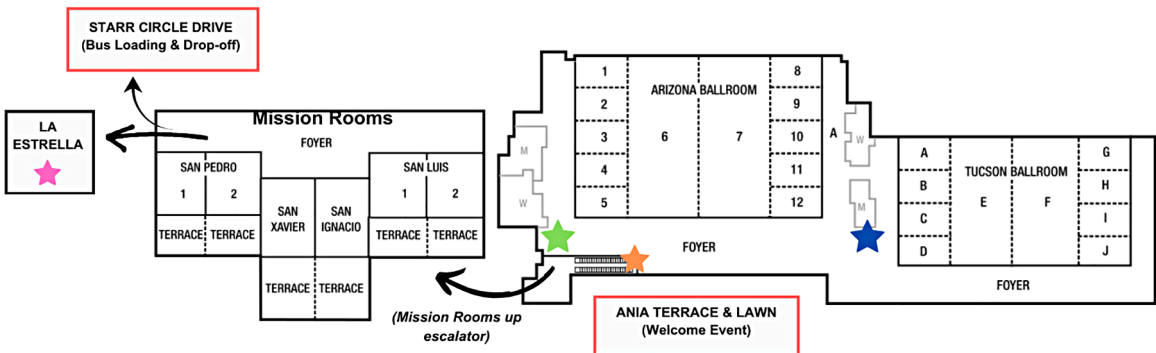 STARR CIRCLE DRIVE
(Bus Loading & Drop-off)
LA
ESTRELLA
Mission Rooms
FOYER
SAN PEDRO
1
2
SAN LUIS
1
2
SAN
XAVIER
SAN
IGNACIO
TERRACE
TERRACE
TERRACE
TERRACE
TERRACE
TERRACE
(Mission Rooms up
escalator)
M
W
1
2
3
4
5
ARIZONA BALLROOM
6
7
8
9
10
11
12
A
W
M
FOYER
ANIA TERRACE & LAWN
(Welcome Event)
A
B
C
D
TUCSON BALLROOM
E
F
G
H
I
J
FOYER